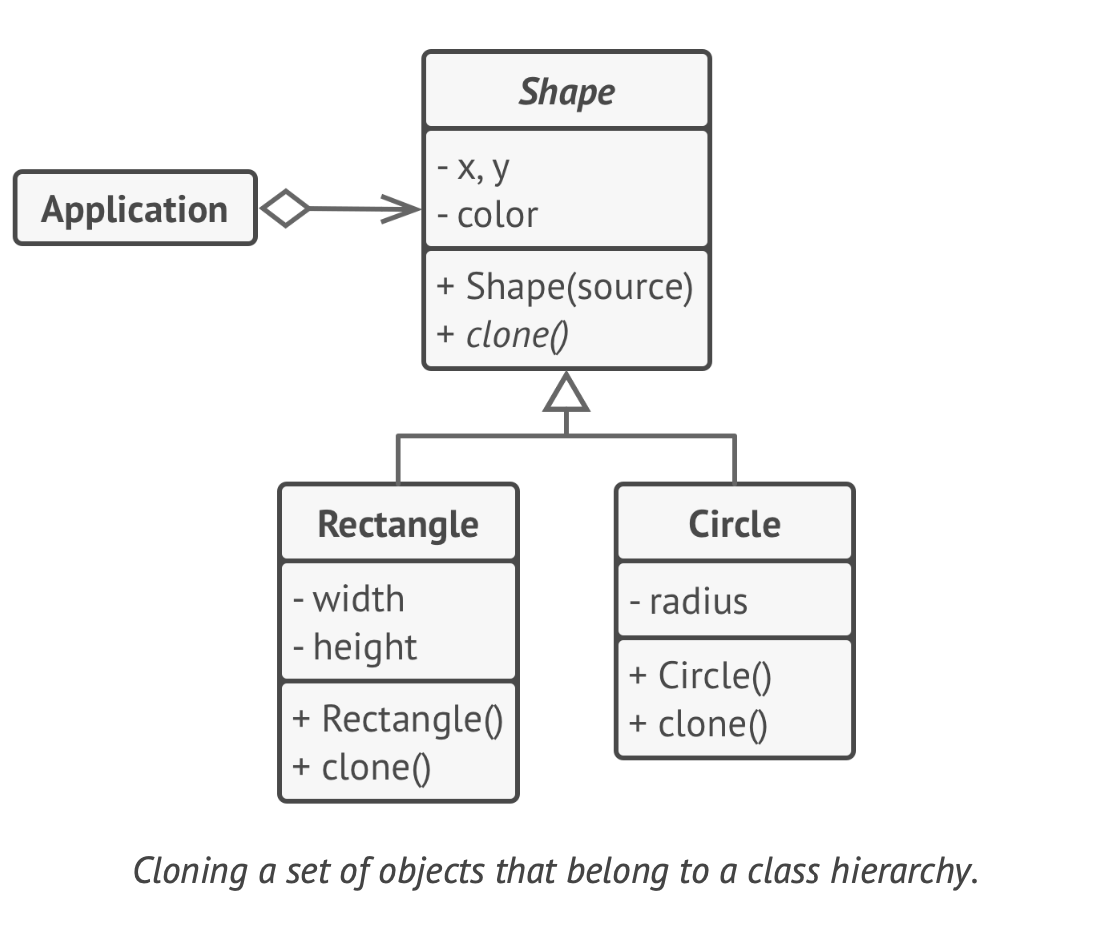 Shape
- x, y
- color
+ Shape(source)
+ clone()
Application
Rectangle
- width
- height
+ Rectangle()
+ clone()
Circle
- radius
+ Circle()
+ clone()
Cloning a set of objects that belong to a class hierarchy.